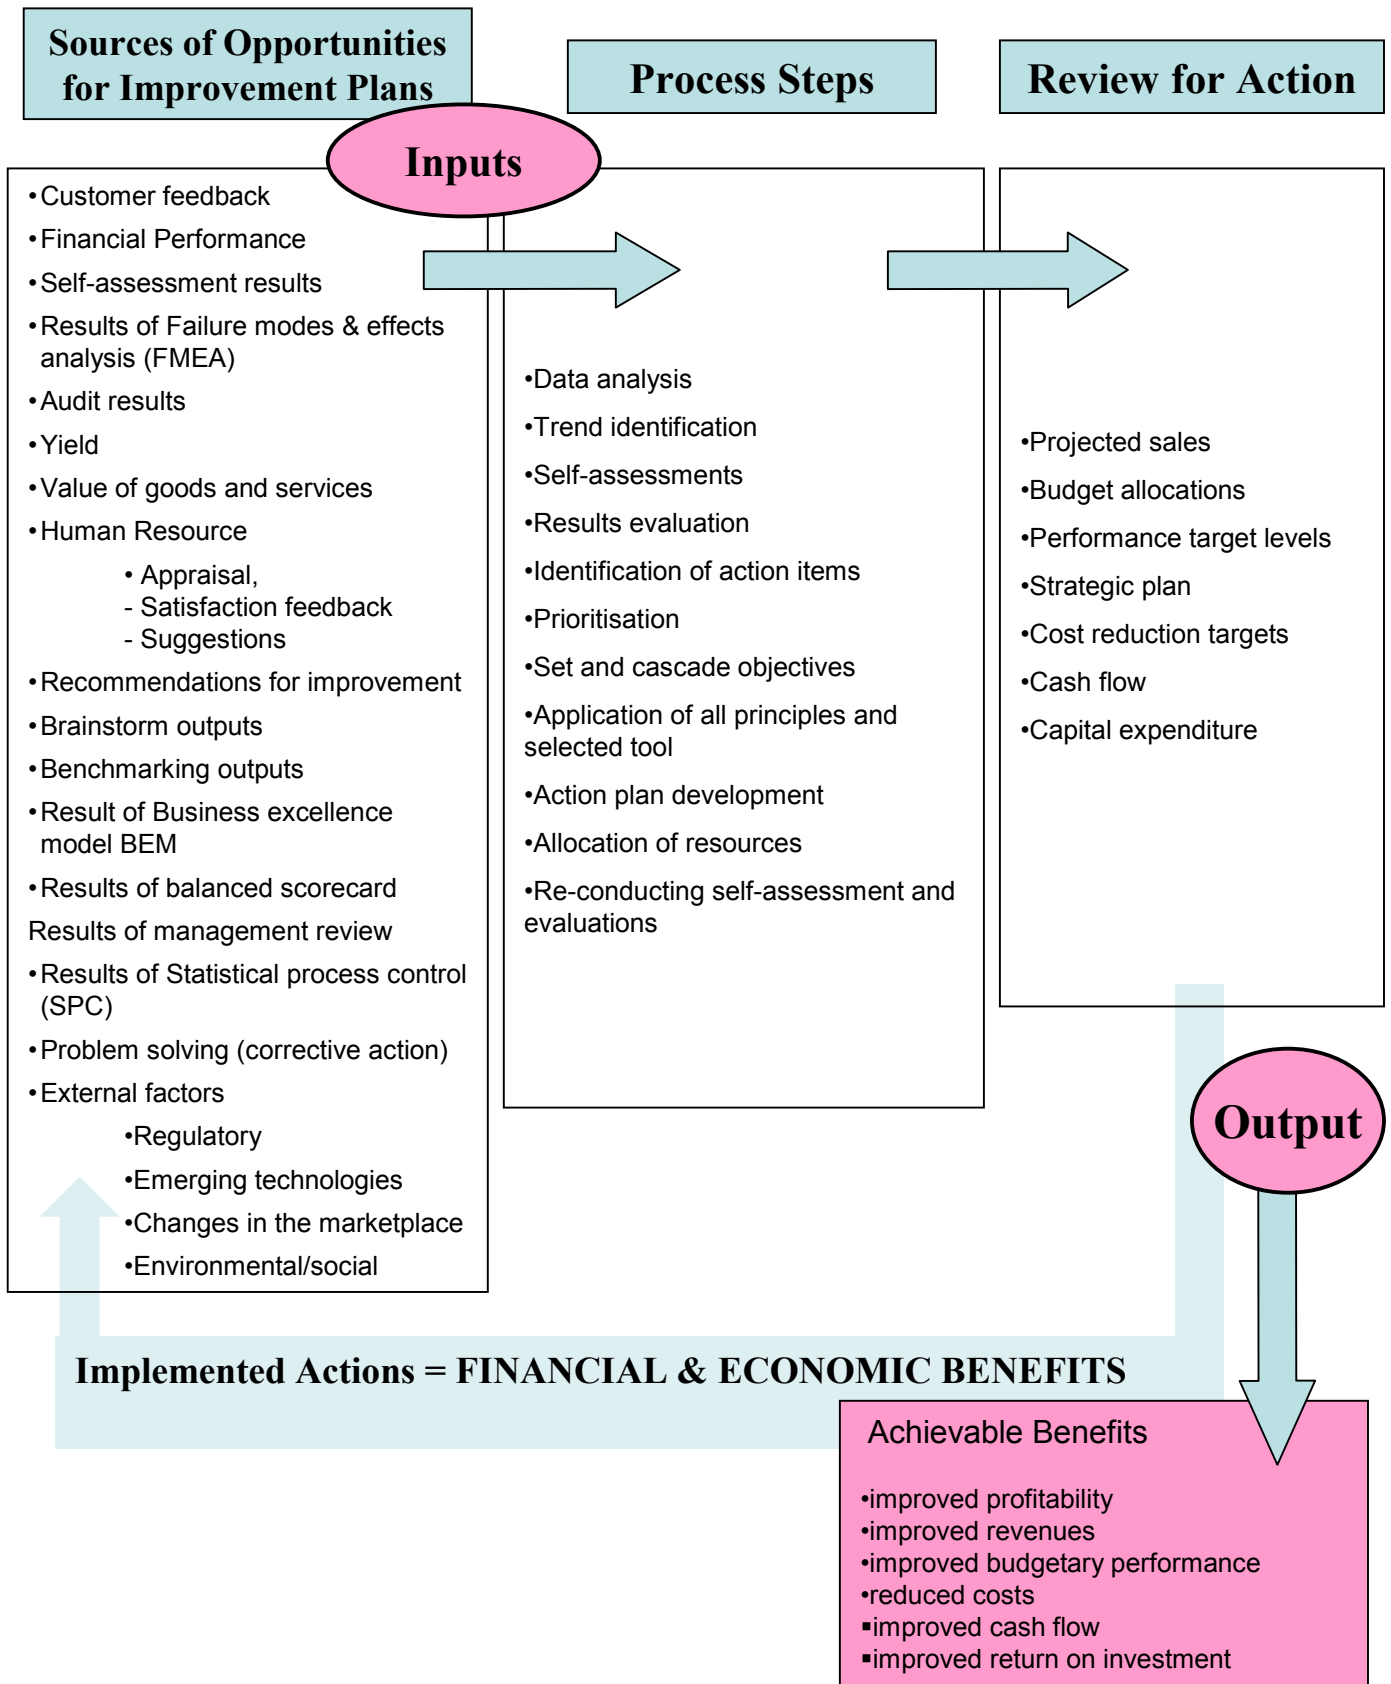 Sources of Opportunities
for Improvement Plans
Process Steps
Review for Action
Inputs
•Customer feedback
•Financial Performance
•Self-assessment results
•Results of Failure modes & effects
analysis (FMEA)
•Audit results
•Yield
•Value of goods and services
•Human Resource
• Appraisal,
- Satisfaction feedback
- Suggestions
•Recommendations for improvement
•Brainstorm outputs
•Benchmarking outputs
•Result of Business excellence
model BEM
•Results of balanced scorecard
Results of management review
•Results of Statistical process control
(SPC)
•Problem solving (corrective action)
•External factors
•Regulatory
•Emerging technologies
•Changes in the marketplace
•Environmental/social
•Data analysis
•Trend identification
•Self-assessments
•Results evaluation
•Identification of action items
•Prioritisation
•Set and cascade objectives
•Application of all principles and
selected tool
•Action plan development
•Allocation of resources
•Re-conducting self-assessment and
evaluations
•Projected sales
•Budget allocations
•Performance target levels
•Strategic plan
•Cost reduction targets
•Cash flow
•Capital expenditure
Output
Implemented Actions = FINANCIAL & ECONOMIC BENEFITS
Achievable Benefits
•improved profitability
•improved revenues
•improved budgetary performance
•reduced costs
▪improved cash flow
▪improved return on investment